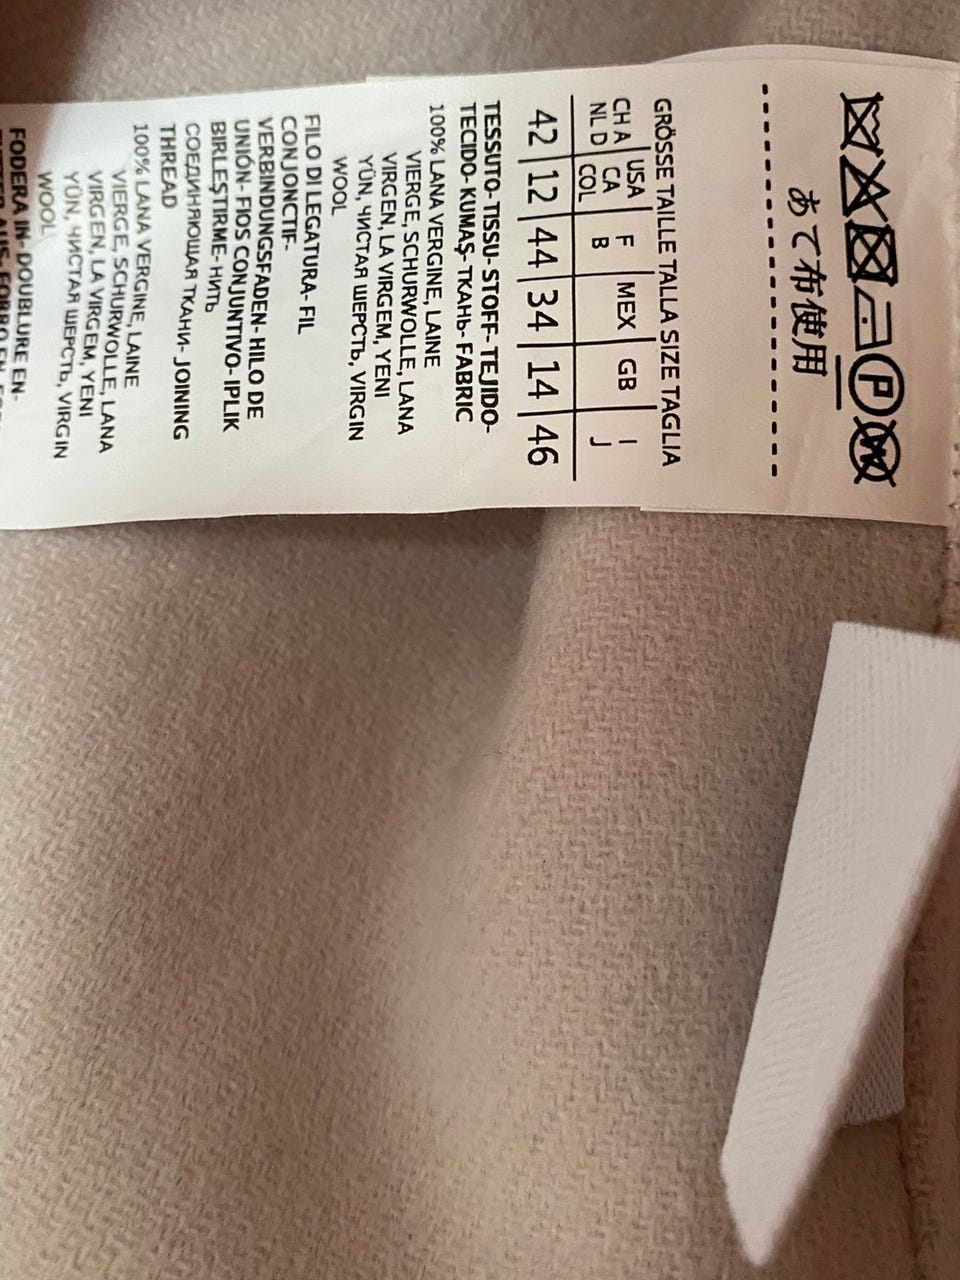 P W
あて布使用
GRÖSSE TAILLE TALLA SIZE TAGLIA
CH A USA F MEX GB I
NL D CA B J
COL
42 12 44 34 14 46
TESSUTO- TISSU- STOFF- TEJIDO-
TECIDO- KUMAŞ- ТКАНЬ- FABRIC
100% LANA VERGINE, LAINE
VIERGE, SCHURWOLLE, LANA
VIRGEN, LA VIRGEM, YENI
YÜN, ЧИСТАЯ ШЕРСТЬ, VIRGIN
WOOL
FILO DI LEGATURA- FIL
CONJONCTIF-
VERBINDUNGSFADEN- HILO DE
UNIÓN- FIOS CONJUNTIVO- IPLIK
BIRLEŞTIRME- НИТЬ
СОЕДИНЯЮЩАЯ ТКАНИ- JOINING
THREAD
100% LANA VERGINE, LAINE
VIERGE, SCHURWOLLE, LANA
VIRGEN, LA VIRGEM, YENI
YÜN, ЧИСТАЯ ШЕРСТЬ, VIRGIN
WOOL
FODERA IN- DOUBLURE EN-